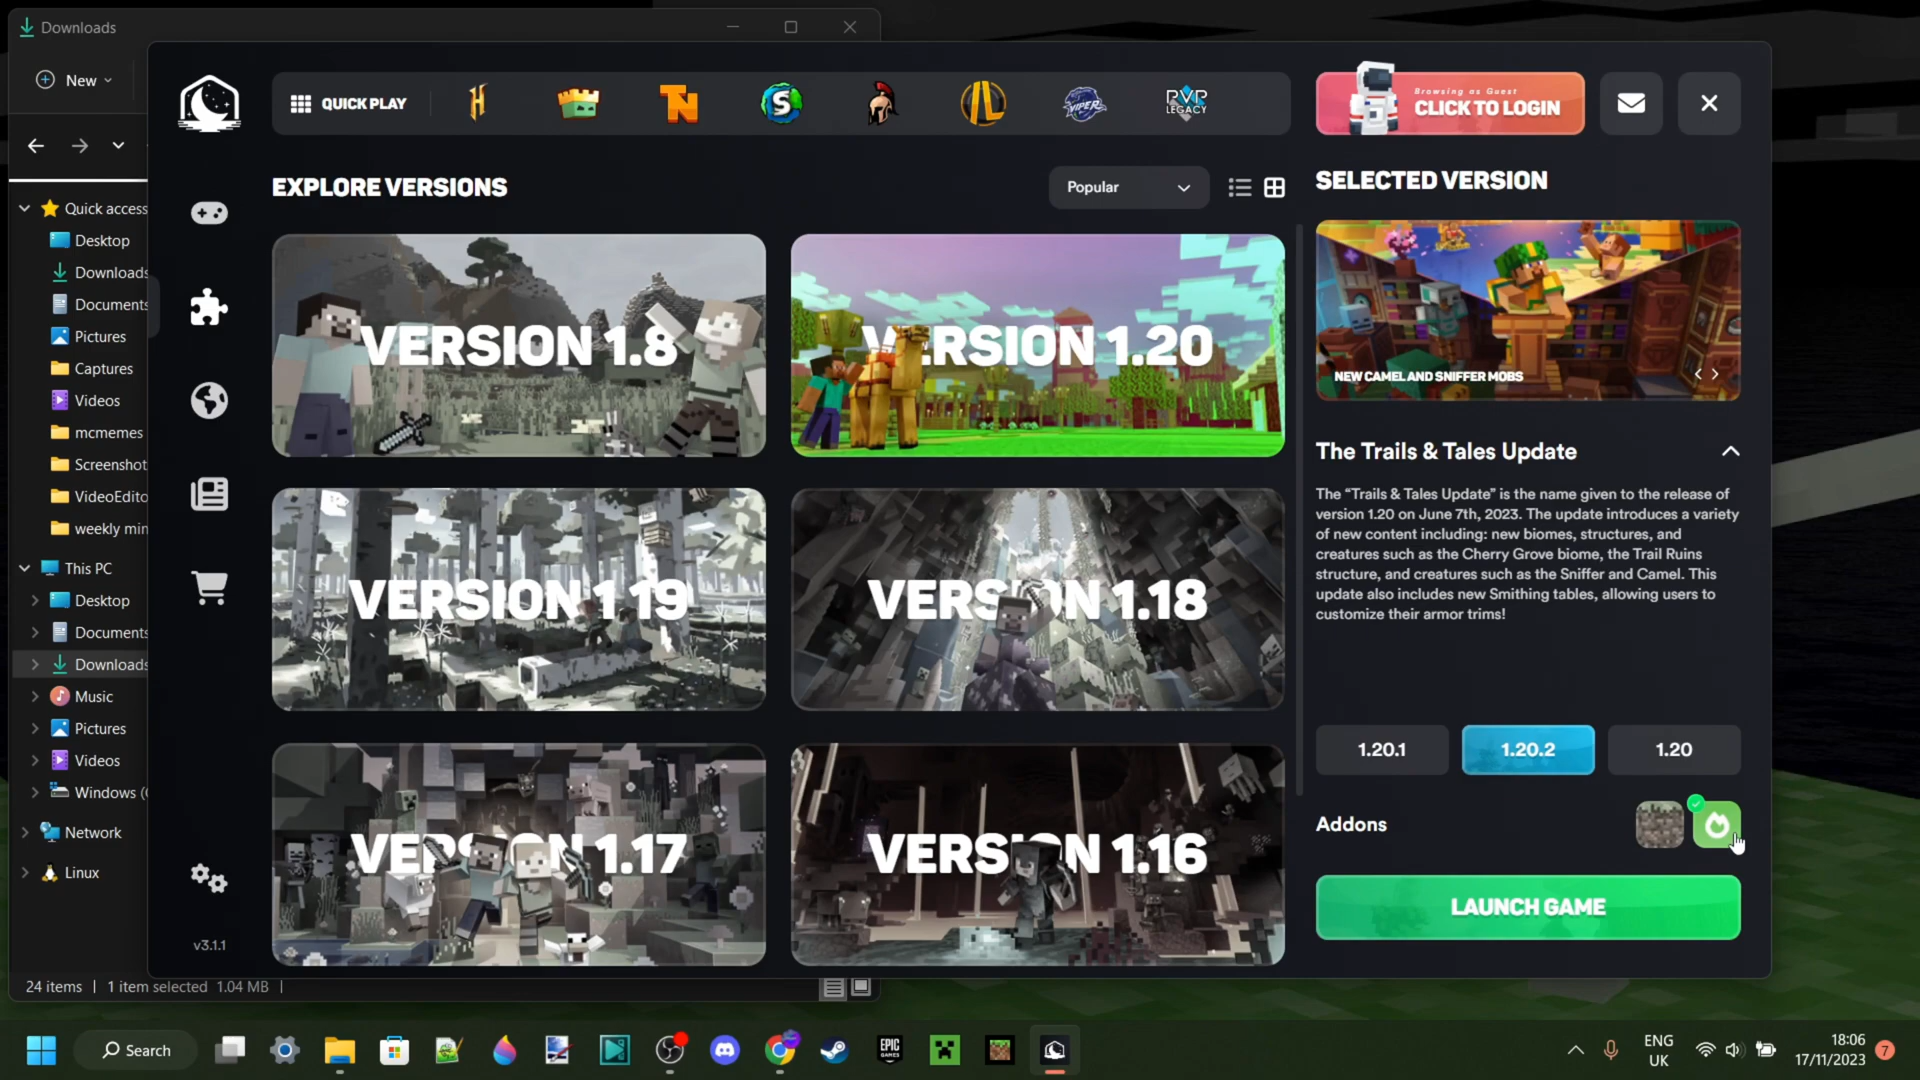 Downloads
New
QUICK PLAY
H
TN
S
IL
VIPER
PVP
LEGACY
Browsing as Guest
CLICK TO LOGIN
EXPLORE VERSIONS
Popular
SELECTED VERSION
Quick access
Desktop
Downloads
Documents
Pictures
Captures
Videos
mcmemes
Screenshot
VideoEdito
weekly min
This PC
Desktop
Documents
Downloads
Music
Pictures
Videos
Windows (
Network
Linux
VERSION 1.8
VERSION 1.20
VERSION 1.19
VERSION 1.18
VERSION 1.17
VERSION 1.16
NEW CAMEL AND SNIFFER MOBS
The Trails & Tales Update
The “Trails & Tales Update” is the name given to the release of
version 1.20 on June 7th, 2023. The update introduces a variety
of new content including: new biomes, structures, and
creatures such as the Cherry Grove biome, the Trail Ruins
structure, and creatures such as the Sniffer and Camel. This
update also includes new Smithing tables, allowing users to
customize their armor trims!
1.20.1
1.20.2
1.20
Addons
LAUNCH GAME
v3.1.1
24 items | 1 item selected 1.04 MB |
Search
EPIC
GAMES
ENG
UK
18:06
17/11/2023
7